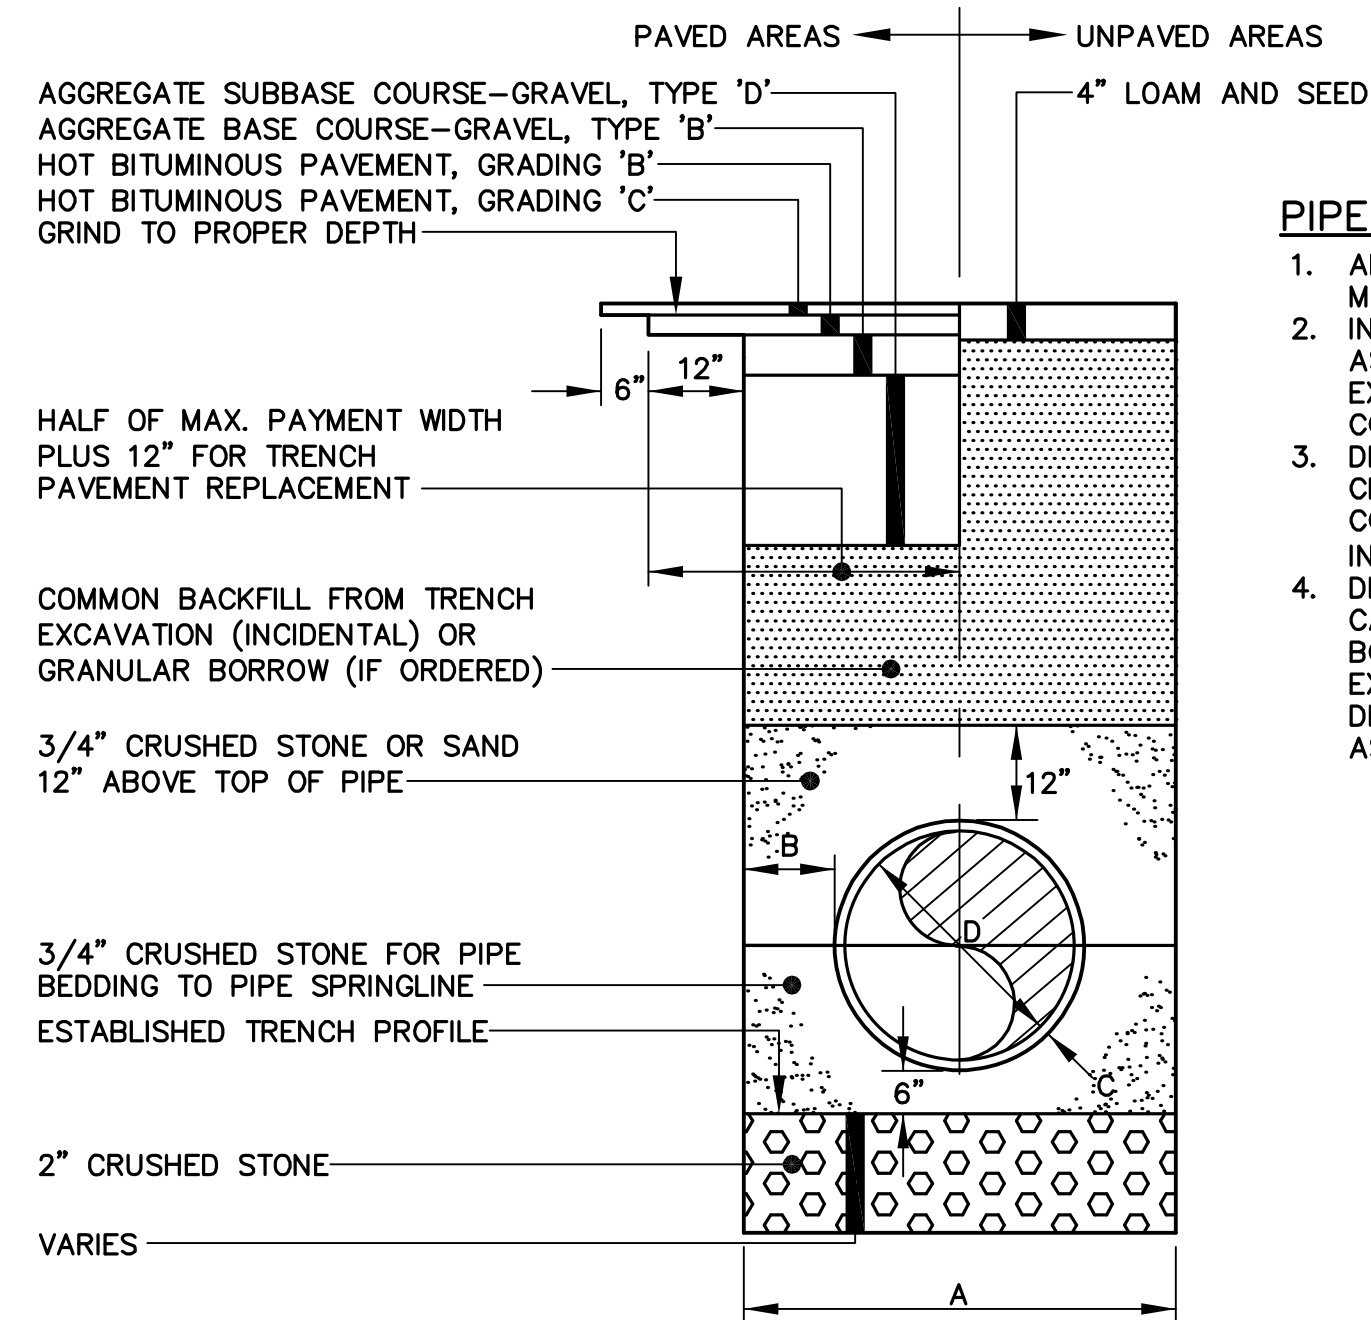 PAVED AREAS
UNPAVED AREAS
AGGREGATE SUBBASE COURSE-GRAVEL, TYPE 'D'
4" LOAM AND SEED
AGGREGATE BASE COURSE-GRAVEL, TYPE 'B'
HOT BITUMINOUS PAVEMENT, GRADING 'B'
HOT BITUMINOUS PAVEMENT, GRADING 'C'
GRIND TO PROPER DEPTH
12"
6"
HALF OF MAX. PAYMENT WIDTH
PLUS 12" FOR TRENCH
PAVEMENT REPLACEMENT
COMMON BACKFILL FROM TRENCH
EXCAVATION (INCIDENTAL) OR
GRANULAR BORROW (IF ORDERED)
3/4" CRUSHED STONE OR SAND
12" ABOVE TOP OF PIPE
12"
B
D
3/4" CRUSHED STONE FOR PIPE
BEDDING TO PIPE SPRINGLINE
ESTABLISHED TRENCH PROFILE
6"
C
2" CRUSHED STONE
VARIES
A
PIPE
1.
2.
3.
4.